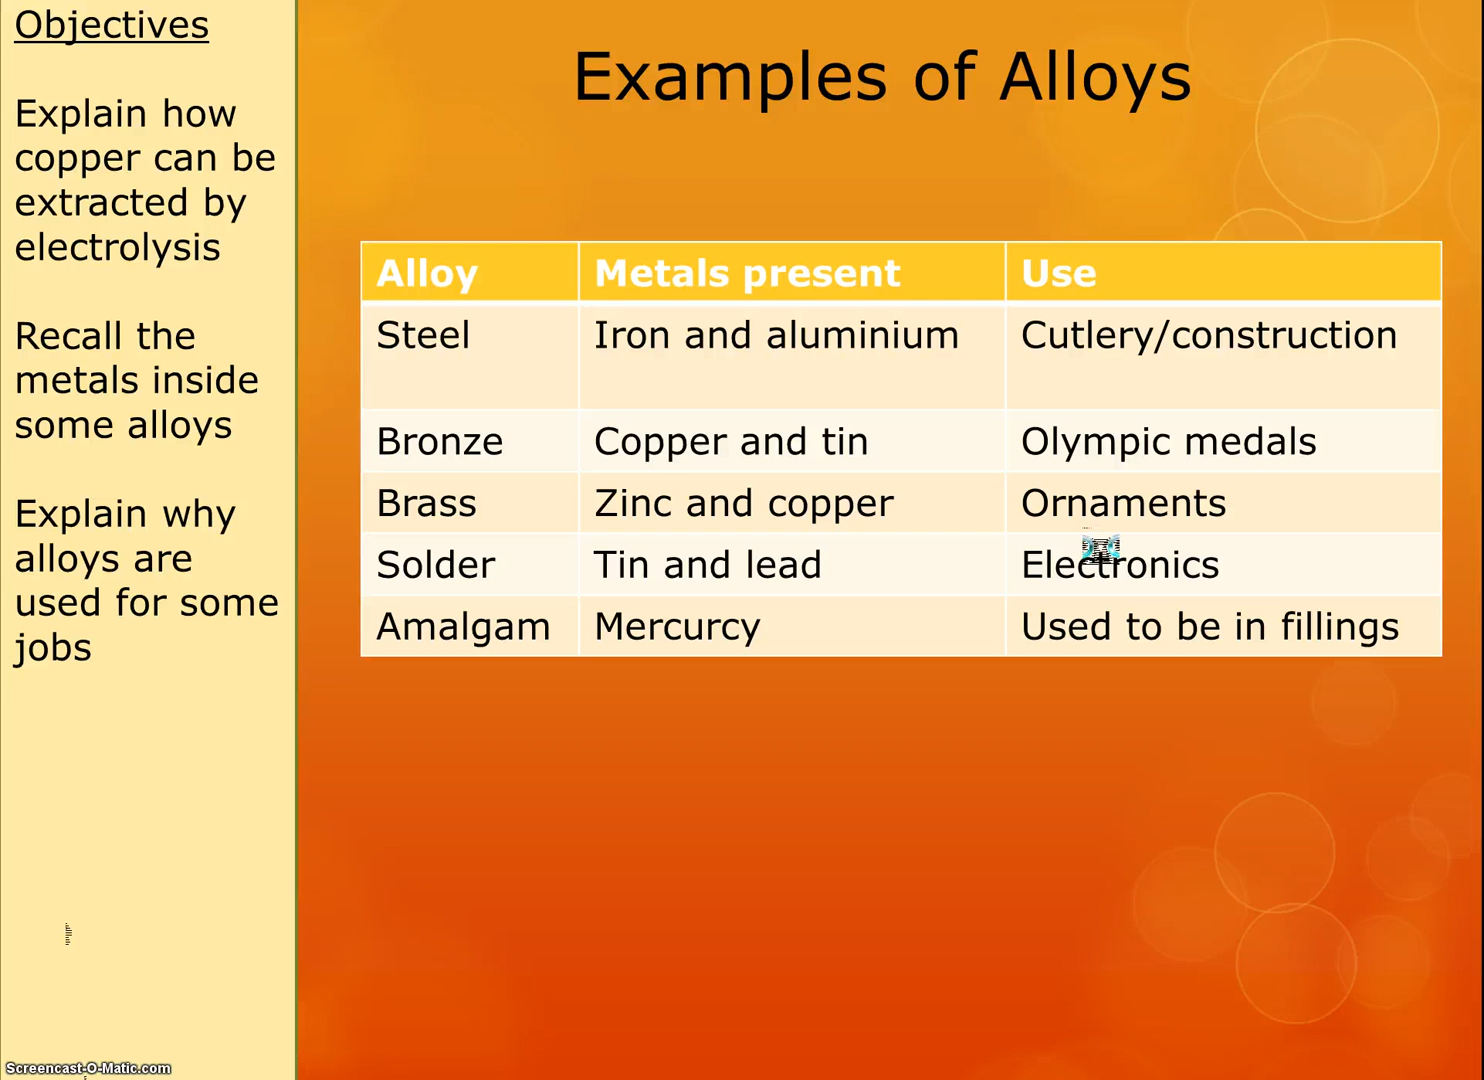 Objectives
Explain how
copper can be
extracted by
electrolysis
Recall the
metals inside
some alloys
Explain why
alloys are
used for some
jobs
Examples of Alloys
Alloy Metals present Use
Steel Iron and aluminium Cutlery/construction
Bronze Copper and tin Olympic medals
Brass Zinc and copper Ornaments
Solder Tin and lead Electronics
Amalgam Mercurcy Used to be in fillings
Screencast-O-Matic.com